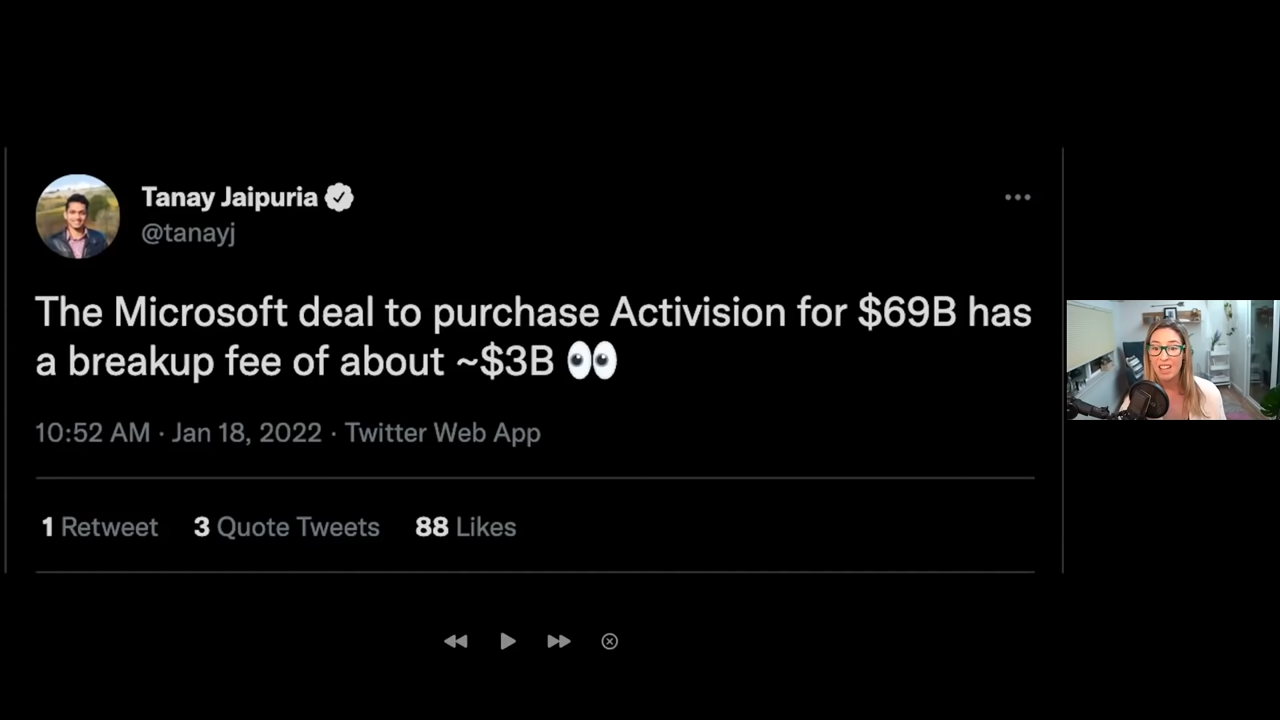 Tanay Jaipuria
@tanayj
The Microsoft deal to purchase Activision for $69B has
a breakup fee of about ~$3B 👀
10:52 AM · Jan 18, 2022 · Twitter Web App
1 Retweet 3 Quote Tweets 88 Likes